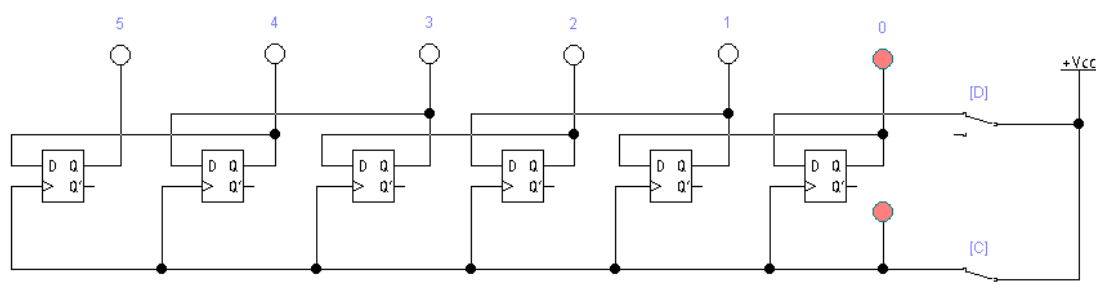 5 4 3 2 1 0
+Vcc
[D]
D Q D Q D Q D Q D Q D Q
Q' Q' Q' Q' Q' Q'
[C]